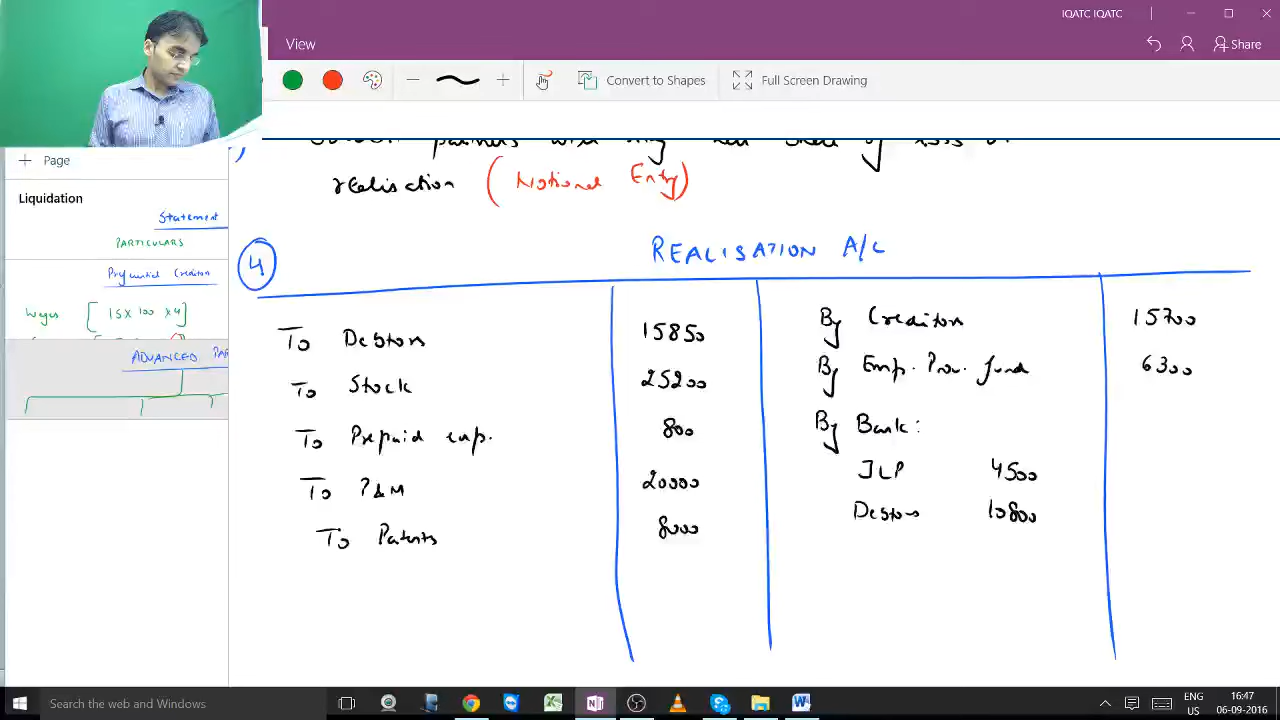 IQATC IQATC
View
Share
Convert to Shapes
Full Screen Drawing
Page
realisation (Notional Entry)
Liquidation
Statement
PARTICULARS
Preferential Creditors
Wages [15 x 100 x 4]
ADVANCED PA
4
REALISATION A/C
To Debtors 15850 By Creditors 15700
To Stock 25200 By Emp. Prov. fund 6300
To Prepaid exp. 800 By Bank:
To P&M 20000 JLP 4500
To Patents 8000 Debtors 10800
Search the web and Windows
ENG
US
16:47
06-09-2016